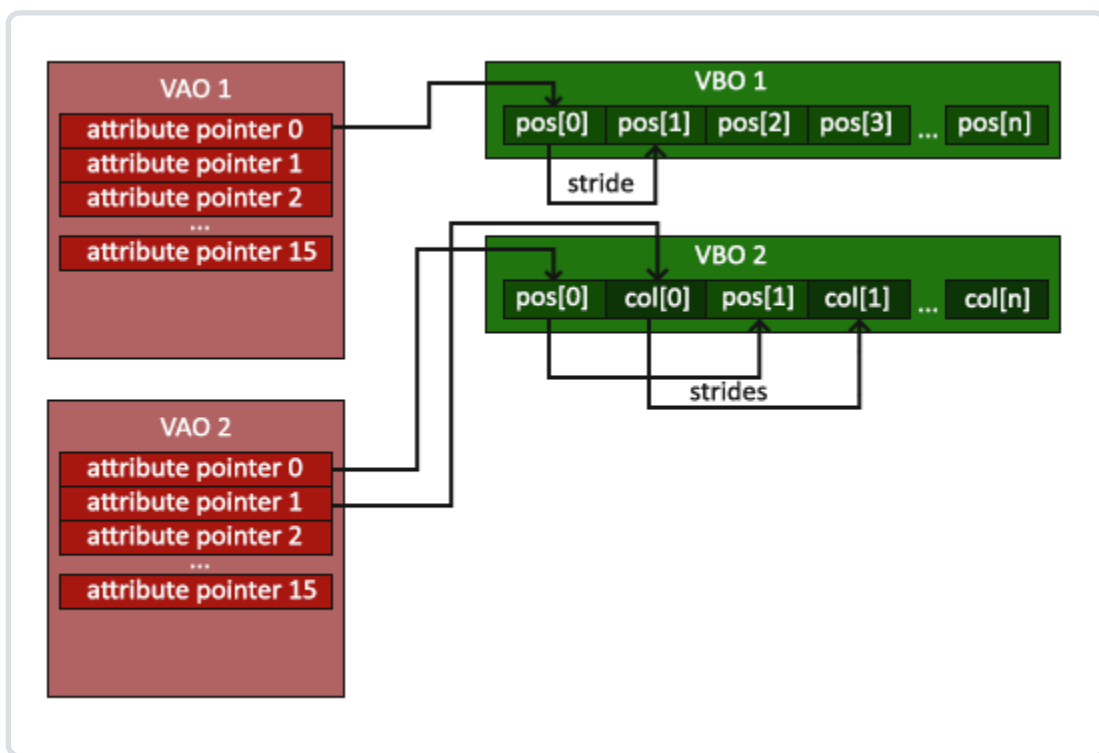 VAO 1
attribute pointer 0
attribute pointer 1
attribute pointer 2
...
attribute pointer 15
VBO 1
pos[0] pos[1] pos[2] pos[3] ... pos[n]
stride
VBO 2
pos[0] col[0] pos[1] col[1] ... col[n]
strides
VAO 2
attribute pointer 0
attribute pointer 1
attribute pointer 2
...
attribute pointer 15